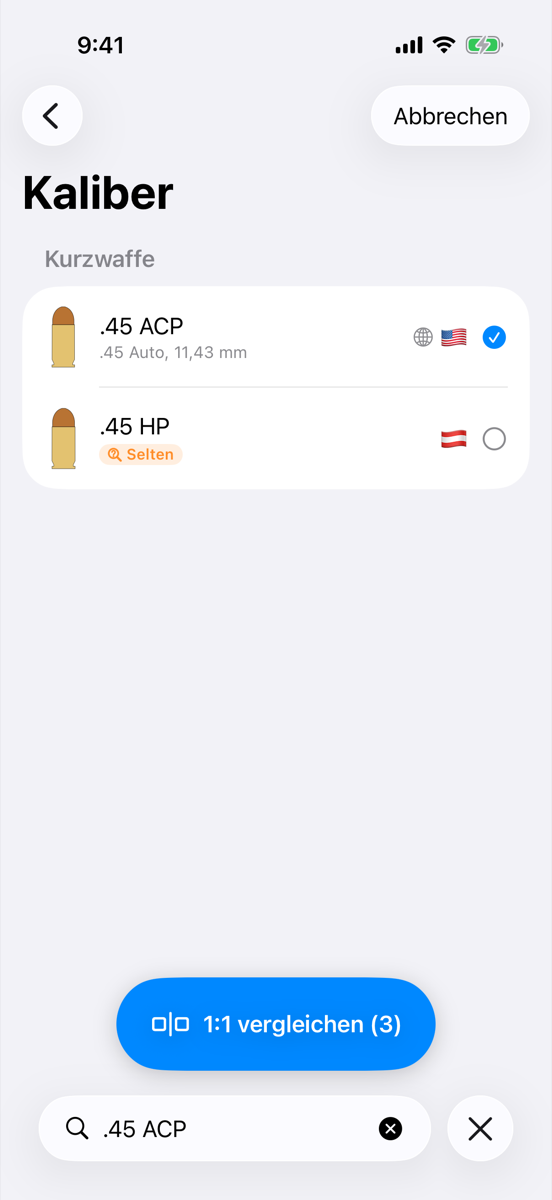 9:41
Abbrechen
Kaliber
Kurzwaffe
.45 ACP
.45 Auto, 11,43 mm
.45 HP
Selten
1:1 vergleichen (3)
.45 ACP